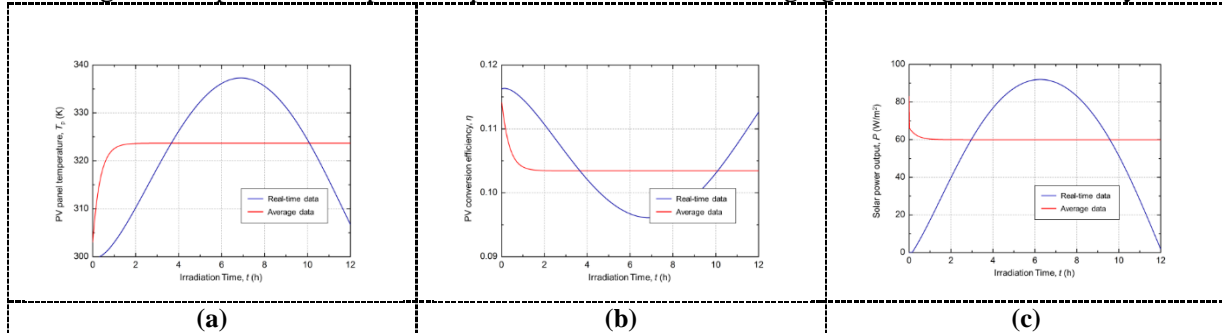 340
330
320
310
300
0 2 4 6 8 10 12
PV panel temperature, Tₚ (K)
Irradiation Time, t (h)
Real-time data
Average data
(a)
0.12
0.11
0.10
0.09
0 2 4 6 8 10 12
PV conversion efficiency, η
Irradiation Time, t (h)
Real-time data
Average data
(b)
100
80
60
40
20
0
0 2 4 6 8 10 12
Solar power output, P (W/m²)
Irradiation Time, t (h)
Real-time data
Average data
(c)